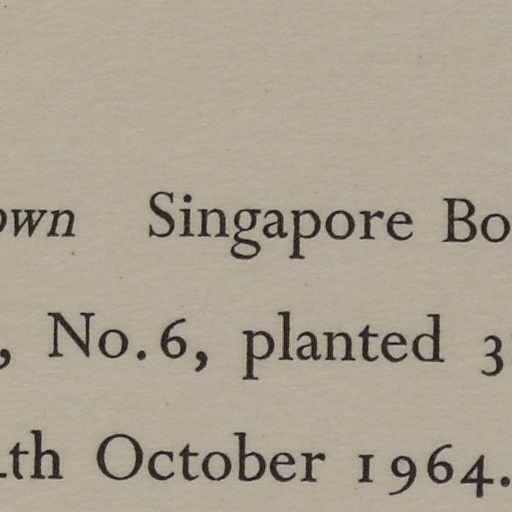 own Singapore Bo
, No. 6, planted 3
th October 1964.